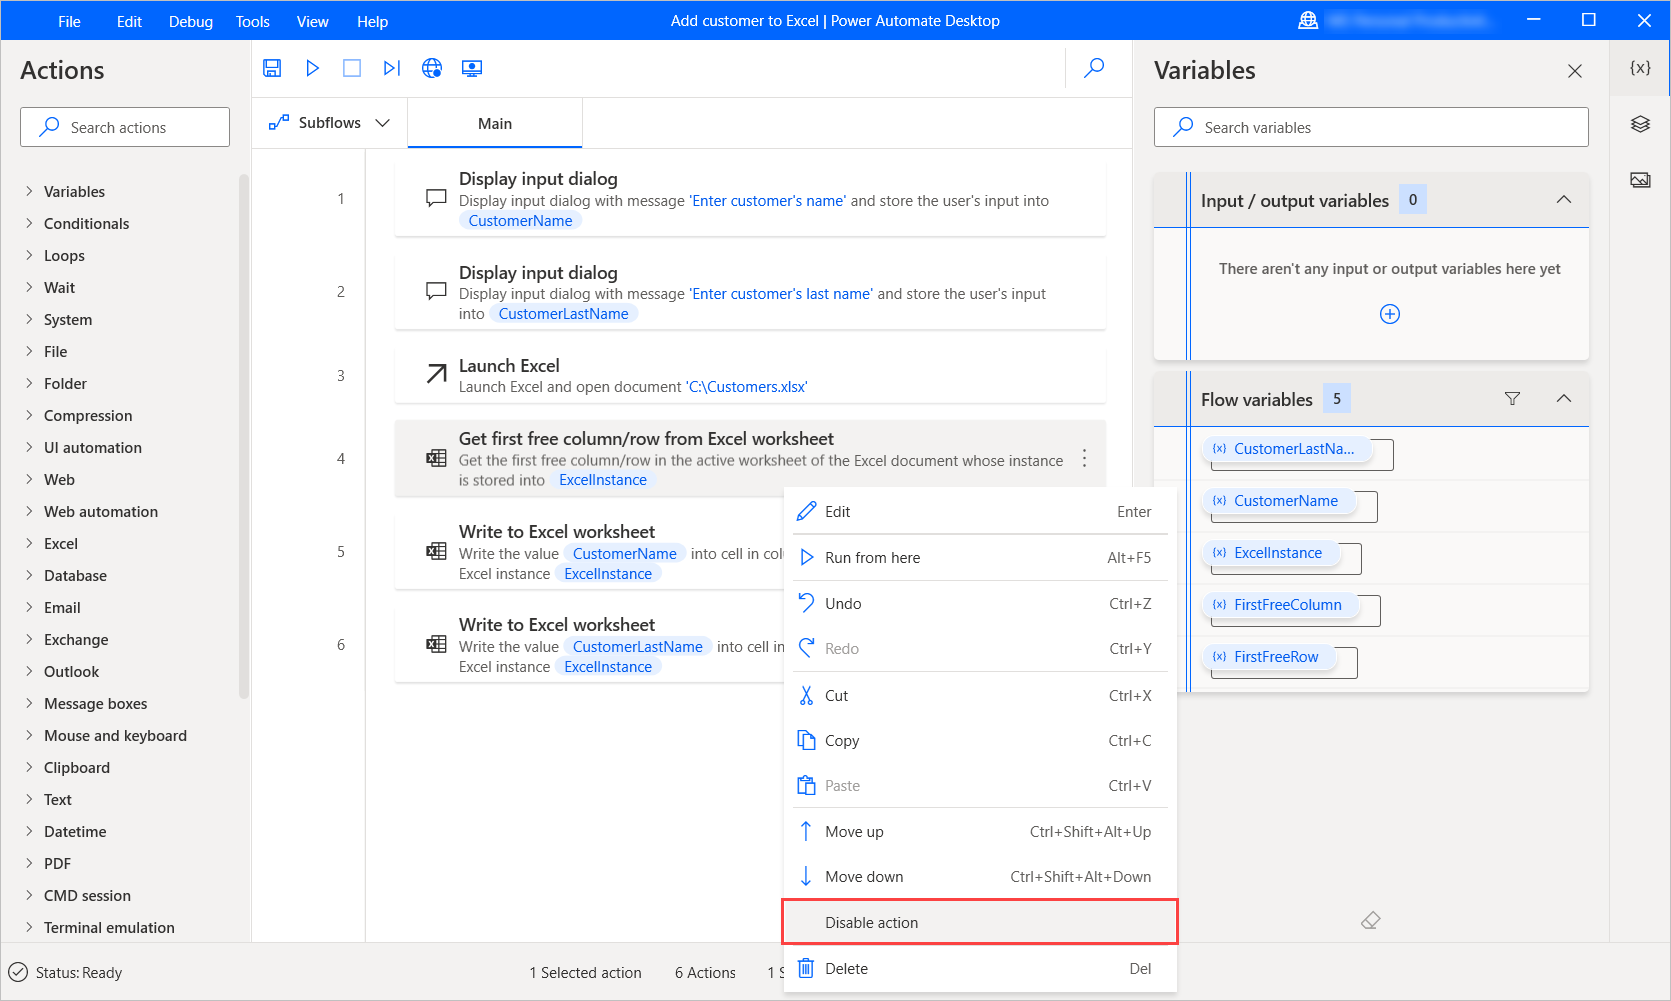 File Edit Debug Tools View Help
Add customer to Excel | Power Automate Desktop
Actions
Search actions
Variables
Conditionals
Loops
Wait
System
File
Folder
Compression
UI automation
Web
Web automation
Excel
Database
Email
Exchange
Outlook
Message boxes
Mouse and keyboard
Clipboard
Text
Datetime
PDF
CMD session
Terminal emulation
Subflows
Main
1
Display input dialog
Display input dialog with message 'Enter customer's name' and store the user's input into
CustomerName
2
Display input dialog
Display input dialog with message 'Enter customer's last name' and store the user's input
into CustomerLastName
3
Launch Excel
Launch Excel and open document 'C:\Customers.xlsx'
4
Get first free column/row from Excel worksheet
Get the first free column/row in the active worksheet of the Excel document whose instance
is stored into ExcelInstance
5
Write to Excel worksheet
Write the value CustomerName into cell in colu
Excel instance ExcelInstance
6
Write to Excel worksheet
Write the value CustomerLastName into cell in
Excel instance ExcelInstance
Edit Enter
Run from here Alt+F5
Undo Ctrl+Z
Redo Ctrl+Y
Cut Ctrl+X
Copy Ctrl+C
Paste Ctrl+V
Move up Ctrl+Shift+Alt+Up
Move down Ctrl+Shift+Alt+Down
Disable action
Delete Del
Variables
{x}
Search variables
Input / output variables 0
There aren't any input or output variables here yet
Flow variables 5
(x) CustomerLastNa...
(x) CustomerName
(x) ExcelInstance
(x) FirstFreeColumn
(x) FirstFreeRow
Status: Ready
1 Selected action
6 Actions
1 S